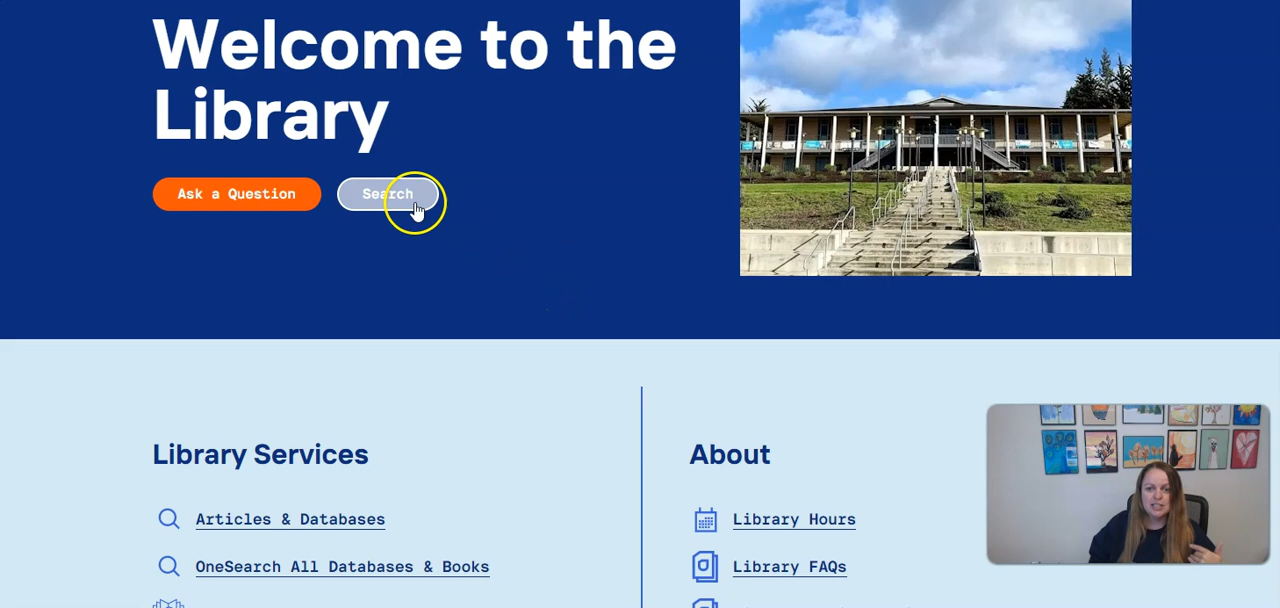 Welcome to the
Library
Ask a Question
Search
Library Services
Articles & Databases
OneSearch All Databases & Books
About
Library Hours
Library FAQs